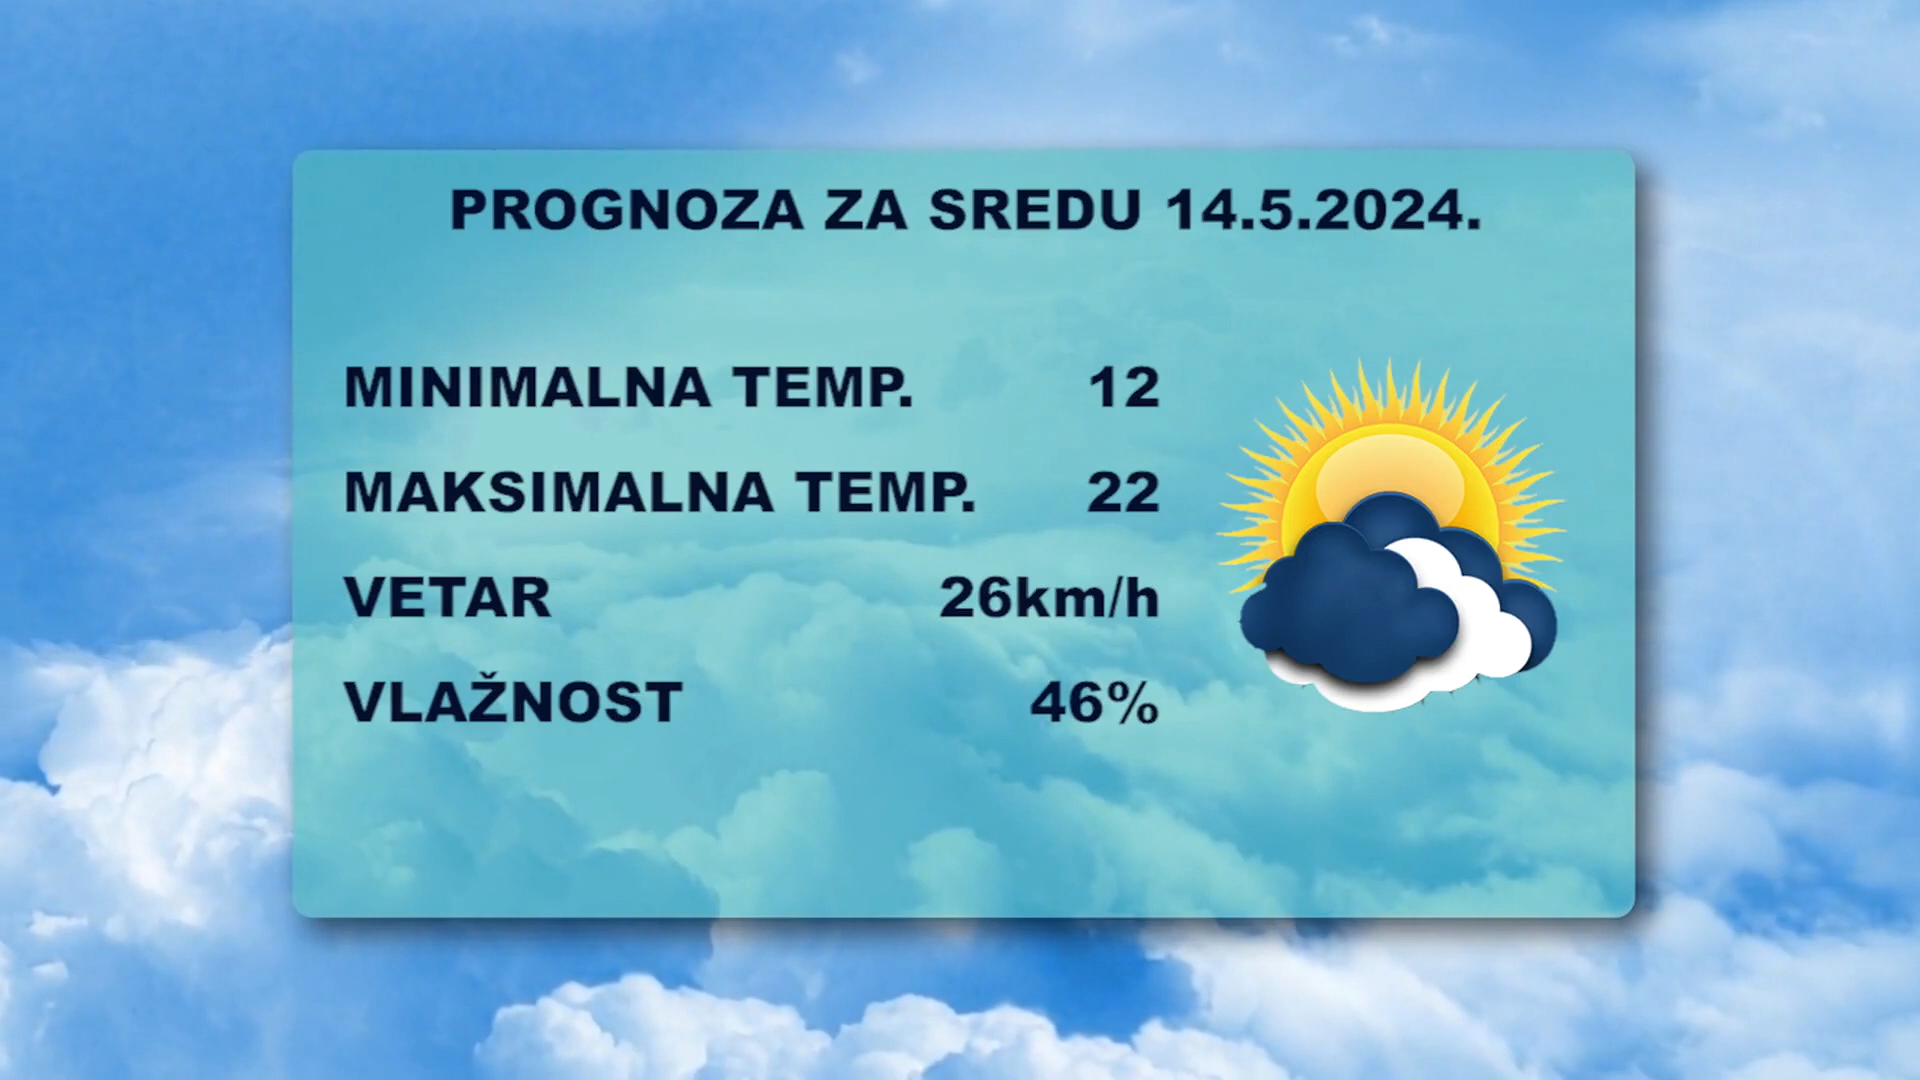 PROGNOZA ZA SREDU 14.5.2024.
MINIMALNA TEMP. 12
MAKSIMALNA TEMP. 22
VETAR 26km/h
VLAŽNOST 46%